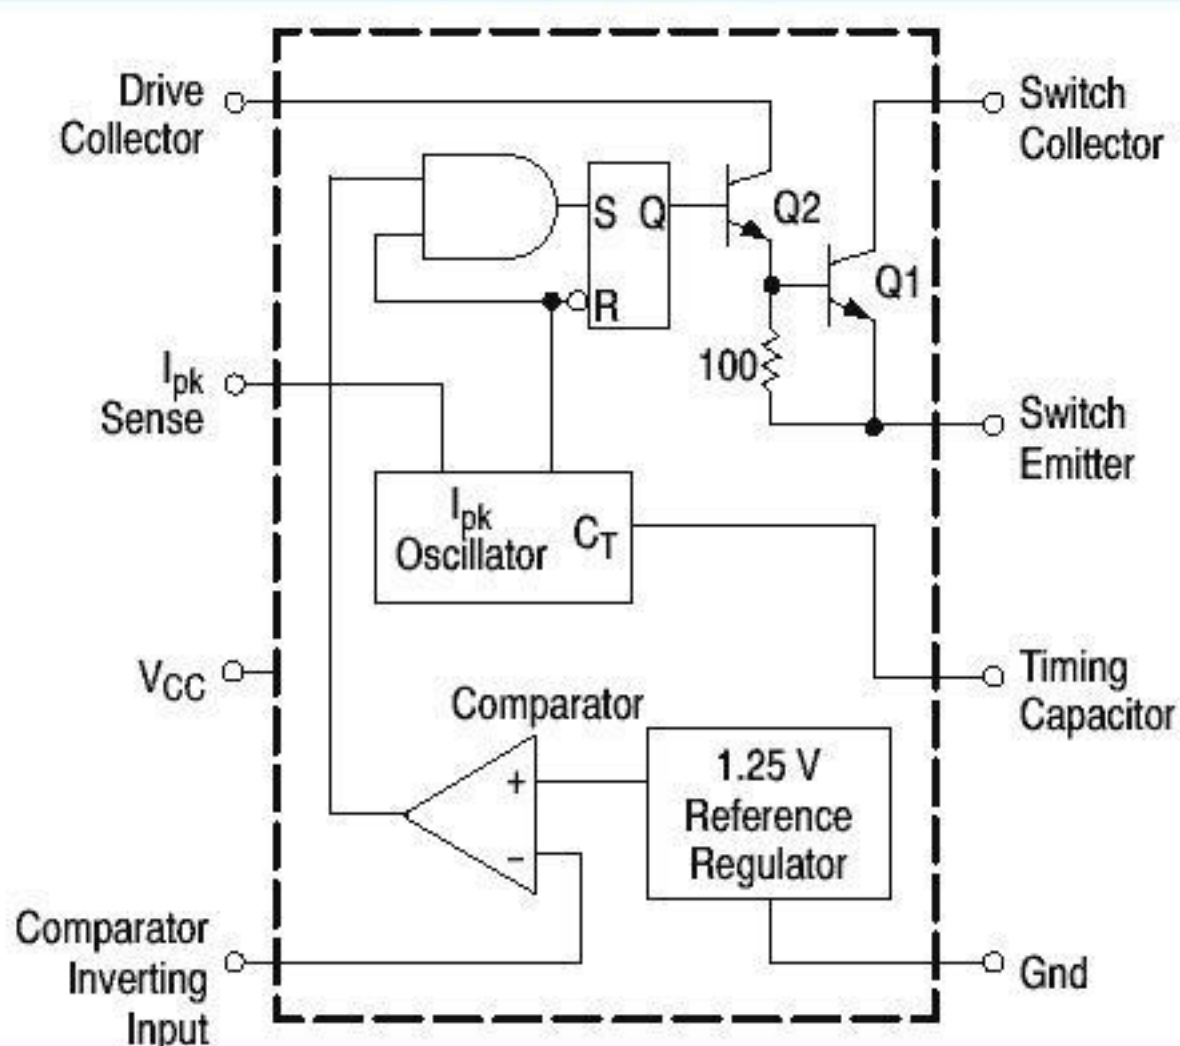 Drive
Collector
Switch
Collector
S Q
R
Q2
Q1
100
Ipk
Sense
Switch
Emitter
Ipk
Oscillator
CT
VCC
Timing
Capacitor
Comparator
+
−
1.25 V
Reference
Regulator
Comparator
Inverting
Input
Gnd